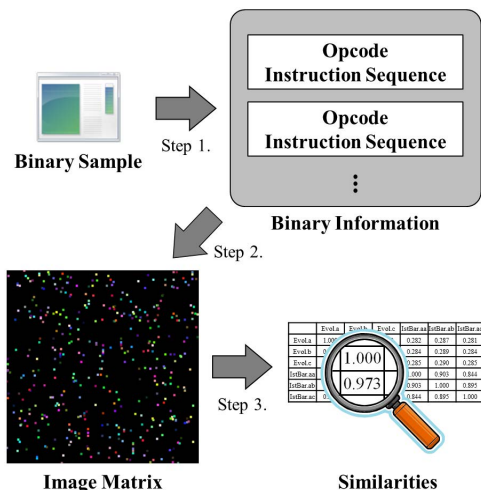 Opcode
Instruction Sequence
Opcode
Instruction Sequence
Binary Sample
Step 1.
Binary Information
Step 2.
Evol.a Evol.b Evol.c IstBar.aa IstBar.ab IstBar.ac
Evol.a 1.000 0.282 0.287 0.281
Evol.b 0.284 0.289 0.284
Evol.c 0.285 0.290 0.285
IstBar.aa 1.000 0.903 0.844
IstBar.ab 0.903 1.000 0.895
IstBar.ac 0.844 0.895 1.000
1.000
0.973
Step 3.
Image Matrix
Similarities